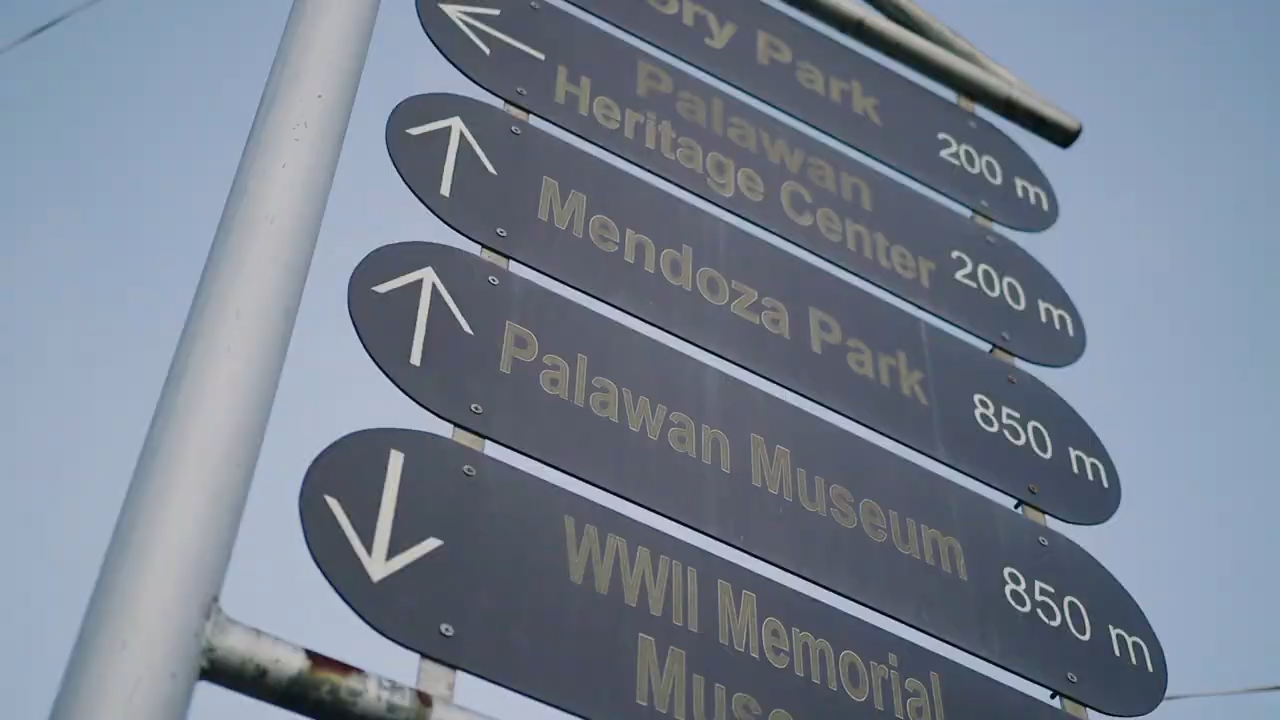 Park
200 m
Palawan
Heritage Center
200 m
Mendoza Park
850 m
Palawan Museum
850 m
WWII Memorial